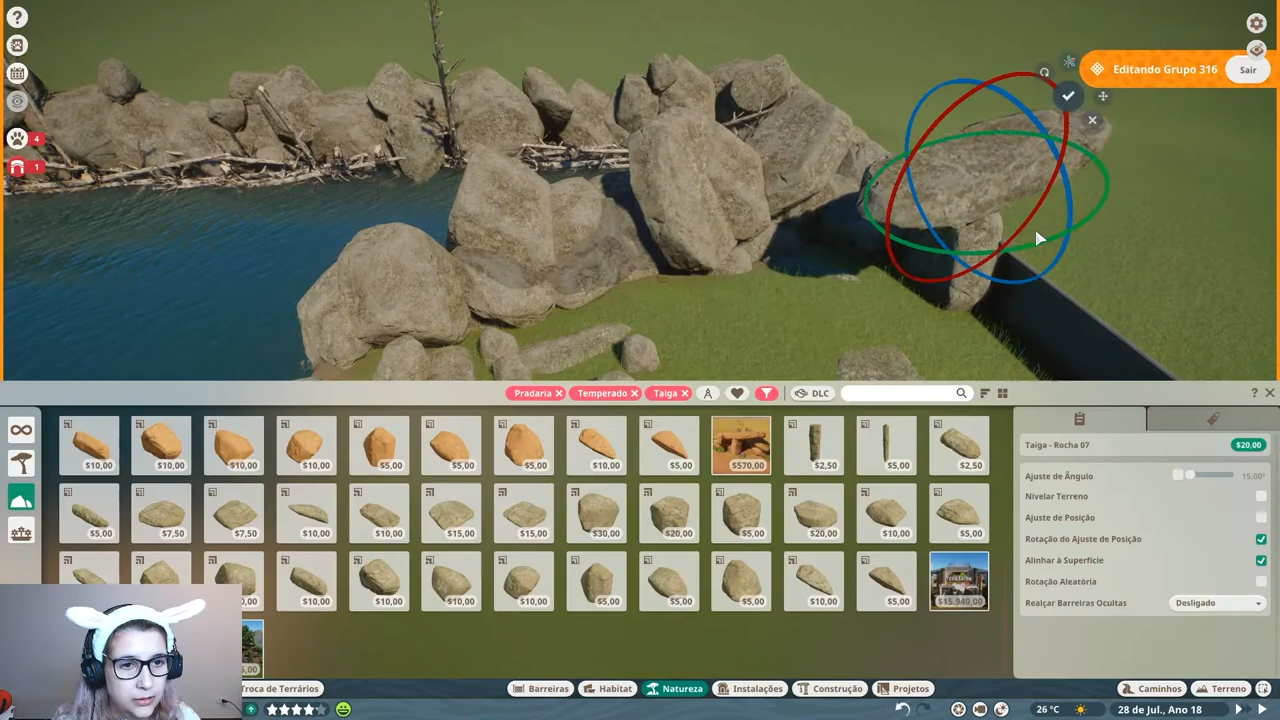 ?
Editando Grupo 316
Sair
4
1
Pradaria ×
Temperado ×
Taiga ×
DLC
? ×
$10,00 $10,00 $10,00 $10,00 $5,00 $5,00 $5,00 $10,00 $5,00 $570,00 $2,50 $5,00 $2,50
$5,00 $7,50 $7,50 $10,00 $10,00 $15,00 $15,00 $30,00 $20,00 $5,00 $20,00 $10,00 $5,00
$10,00 $10,00 $10,00 $10,00 $5,00 $5,00 $5,00 $10,00 $5,00 $15.940,00
Taiga - Rocha 07
$20,00
Ajuste de Ângulo
15,00°
Nivelar Terreno
Ajuste de Posição
Rotação do Ajuste de Posição
Alinhar à Superfície
Rotação Aleatória
Realçar Barreiras Ocultas
Desligado
Troca de Terrários
Barreiras
Habitat
Natureza
Instalações
Construção
Projetos
Caminhos
Terreno
26 °C
28 de Jul., Ano 18